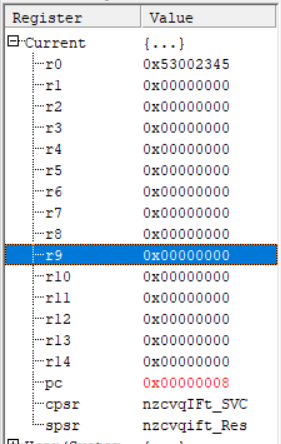 Register Value
Current {...}
r0 0x53002345
r1 0x00000000
r2 0x00000000
r3 0x00000000
r4 0x00000000
r5 0x00000000
r6 0x00000000
r7 0x00000000
r8 0x00000000
r9 0x00000000
r10 0x00000000
r11 0x00000000
r12 0x00000000
r13 0x00000000
r14 0x00000000
pc 0x00000008
cpsr nzcvqIFt_SVC
spsr nzcvqift_Res
User/System {...}